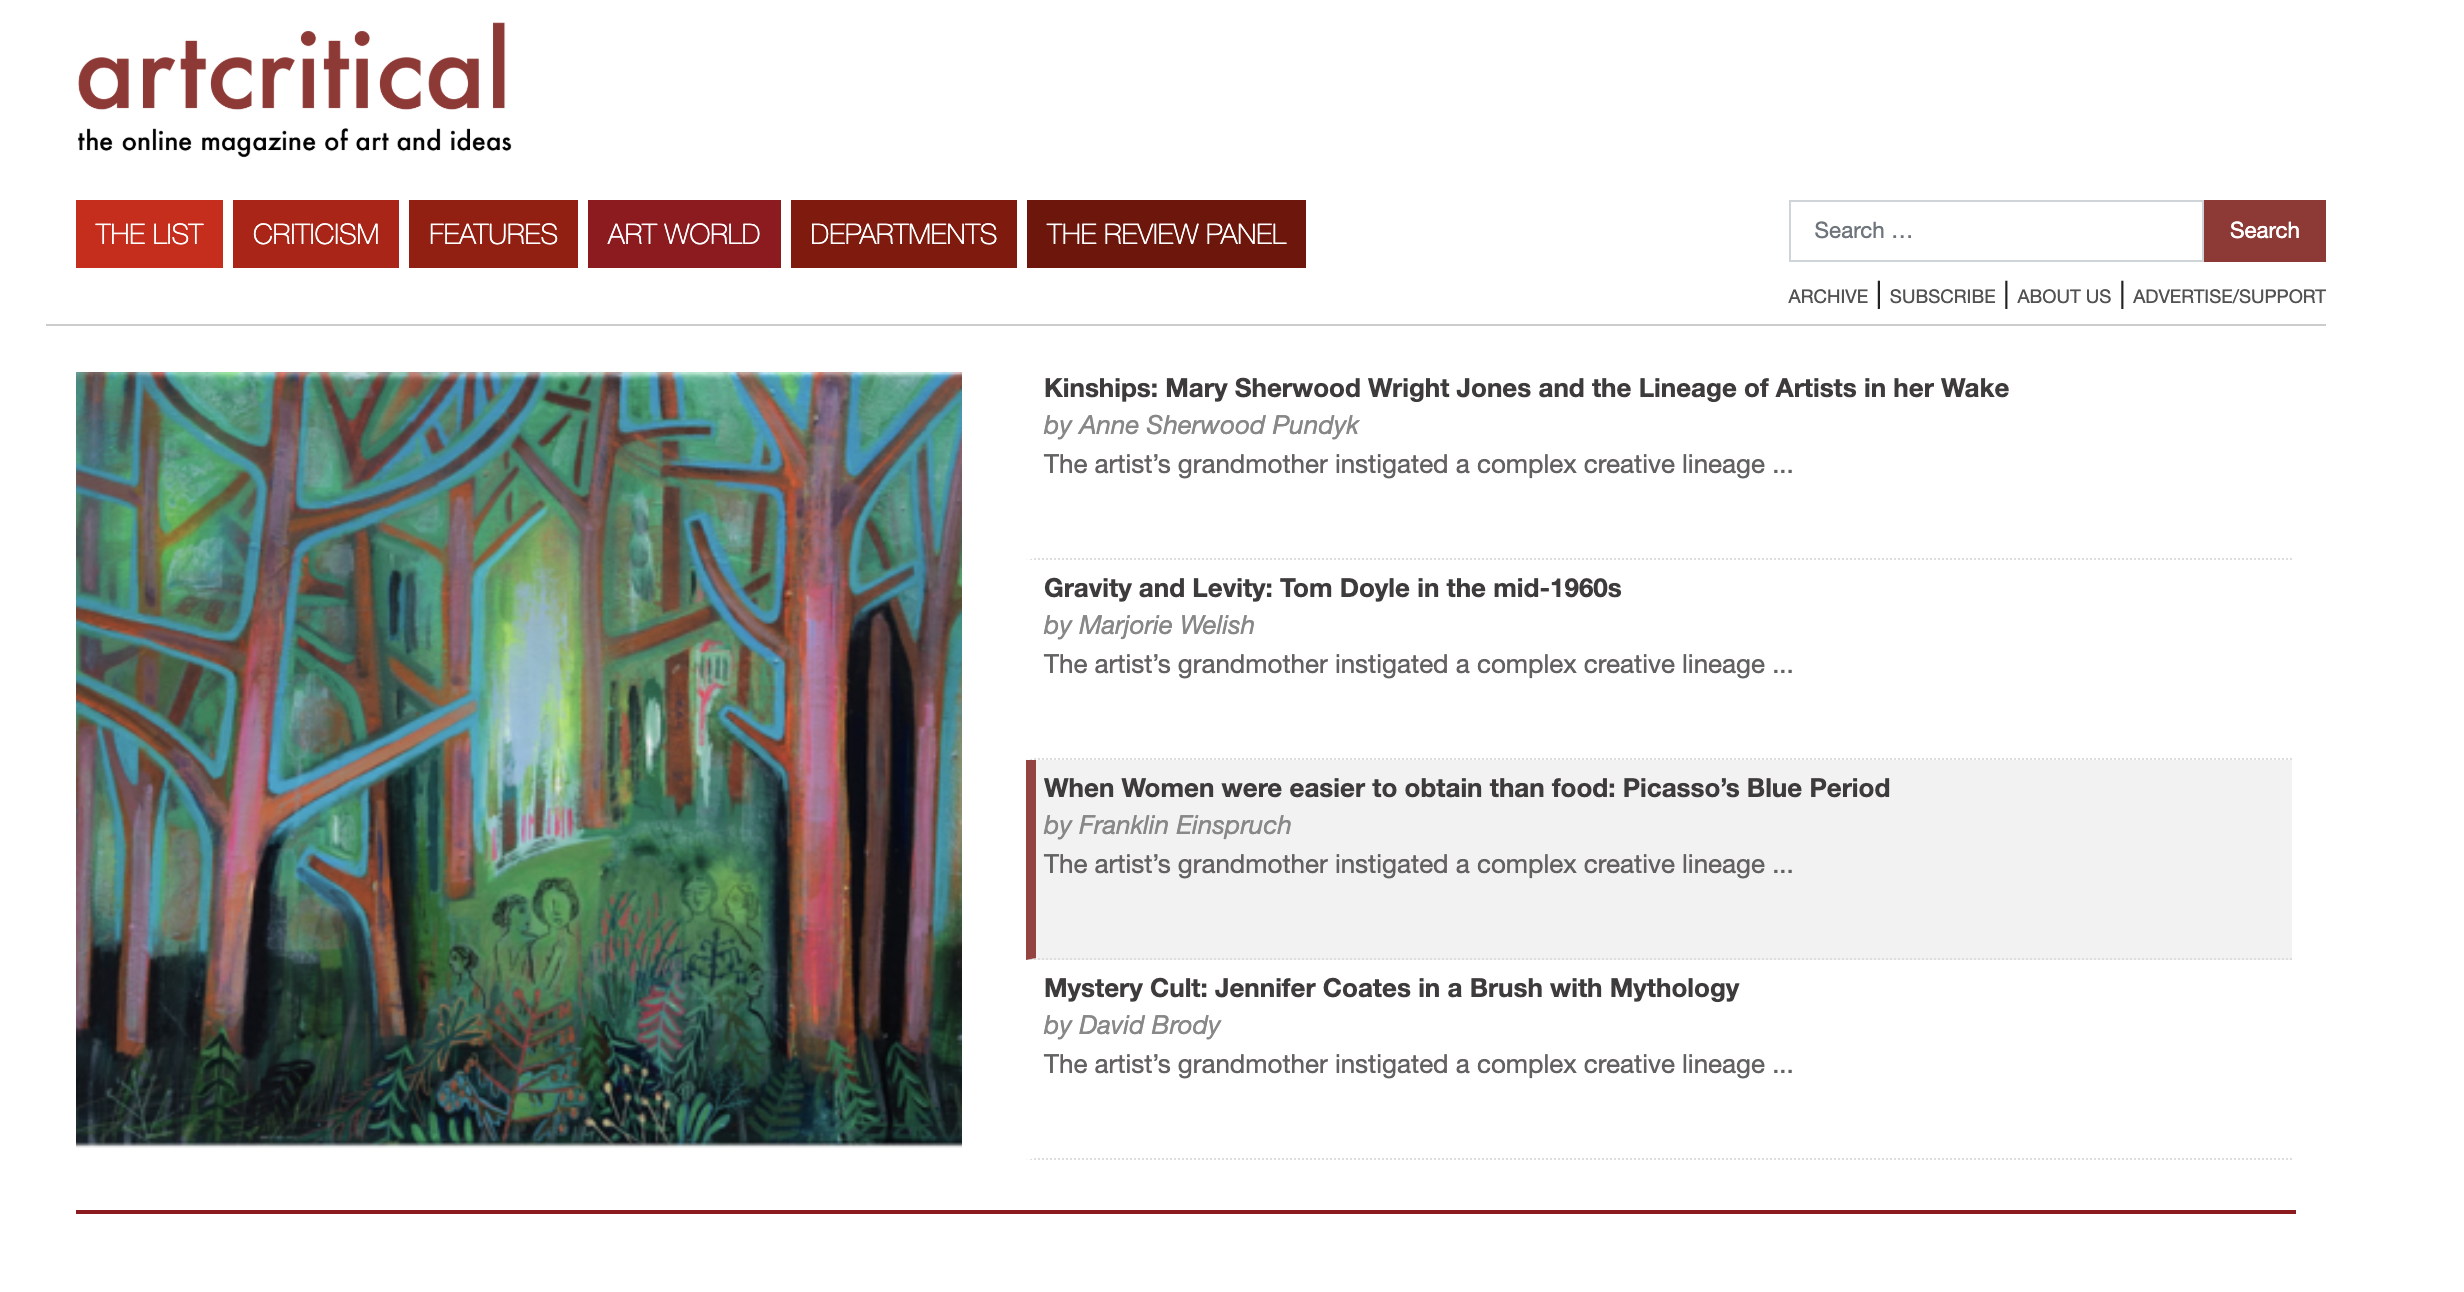 artcritical
the online magazine of art and ideas
THE LIST
CRITICISM
FEATURES
ART WORLD
DEPARTMENTS
THE REVIEW PANEL
Search …
Search
ARCHIVE | SUBSCRIBE | ABOUT US | ADVERTISE/SUPPORT
Kinships: Mary Sherwood Wright Jones and the Lineage of Artists in her Wake
by Anne Sherwood Pundyk
The artist’s grandmother instigated a complex creative lineage ...
Gravity and Levity: Tom Doyle in the mid-1960s
by Marjorie Welish
The artist’s grandmother instigated a complex creative lineage ...
When Women were easier to obtain than food: Picasso’s Blue Period
by Franklin Einspruch
The artist’s grandmother instigated a complex creative lineage ...
Mystery Cult: Jennifer Coates in a Brush with Mythology
by David Brody
The artist’s grandmother instigated a complex creative lineage ...